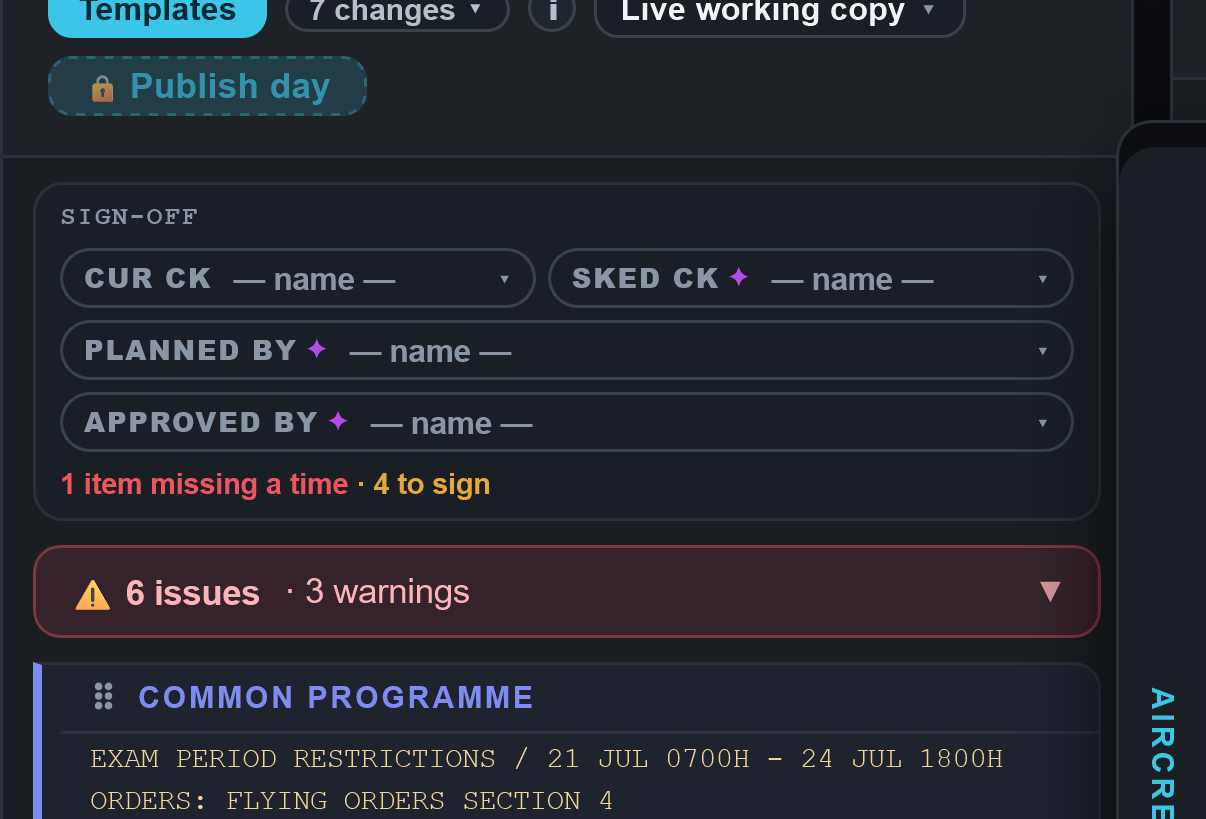 Templates 7 changes ▼ i Live working copy ▼
🔒 Publish day
SIGN-OFF
CUR CK — name — ▼ SKED CK ✦ — name — ▼
PLANNED BY ✦ — name — ▼
APPROVED BY ✦ — name — ▼
1 item missing a time · 4 to sign
⚠️ 6 issues · 3 warnings ▼
COMMON PROGRAMME
EXAM PERIOD RESTRICTIONS / 21 JUL 0700H - 24 JUL 1800H
ORDERS: FLYING ORDERS SECTION 4